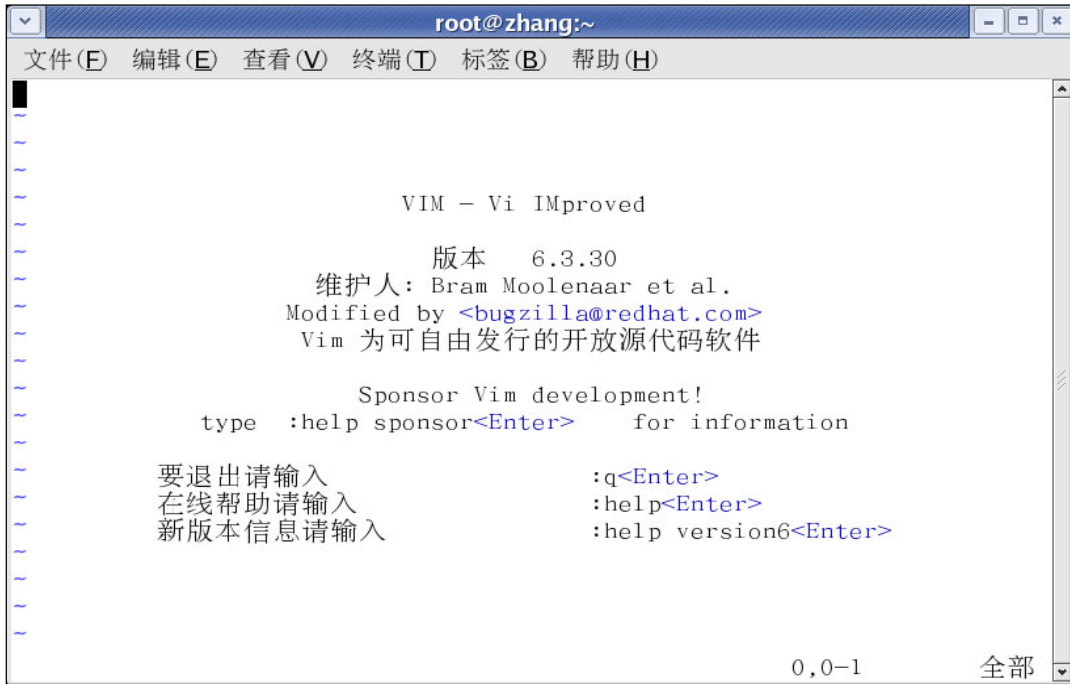 root@zhang:~
文件(F) 编辑(E) 查看(V) 终端(T) 标签(B) 帮助(H)
~
~
~
~
VIM - Vi IMproved
~
~
版本 6.3.30
~
维护人: Bram Moolenaar et al.
~
Modified by <bugzilla@redhat.com>
~
Vim 为可自由发行的开放源代码软件
~
~
Sponsor Vim development!
~
type :help sponsor<Enter> for information
~
~
要退出请输入 :q<Enter>
~
在线帮助请输入 :help<Enter>
~
新版本信息请输入 :help version6<Enter>
~
~
~
~
0,0-1 全部